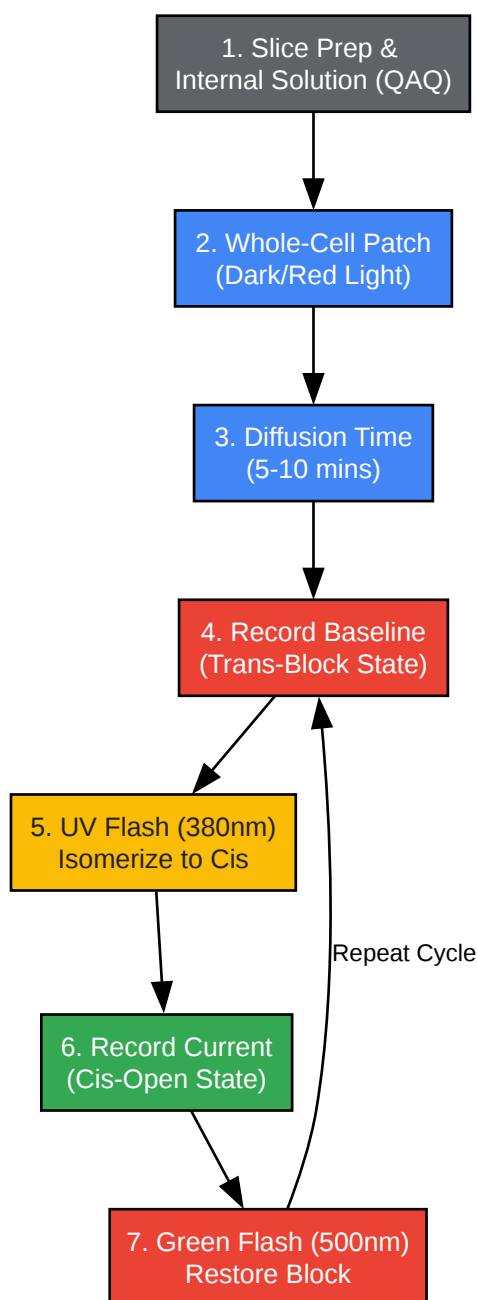 1. Slice Prep &
Internal Solution (QAQ)
2. Whole-Cell Patch
(Dark/Red Light)
3. Diffusion Time
(5-10 mins)
4. Record Baseline
(Trans-Block State)
5. UV Flash (380nm)
Isomerize to Cis
Repeat Cycle
6. Record Current
(Cis-Open State)
7. Green Flash (500nm)
Restore Block